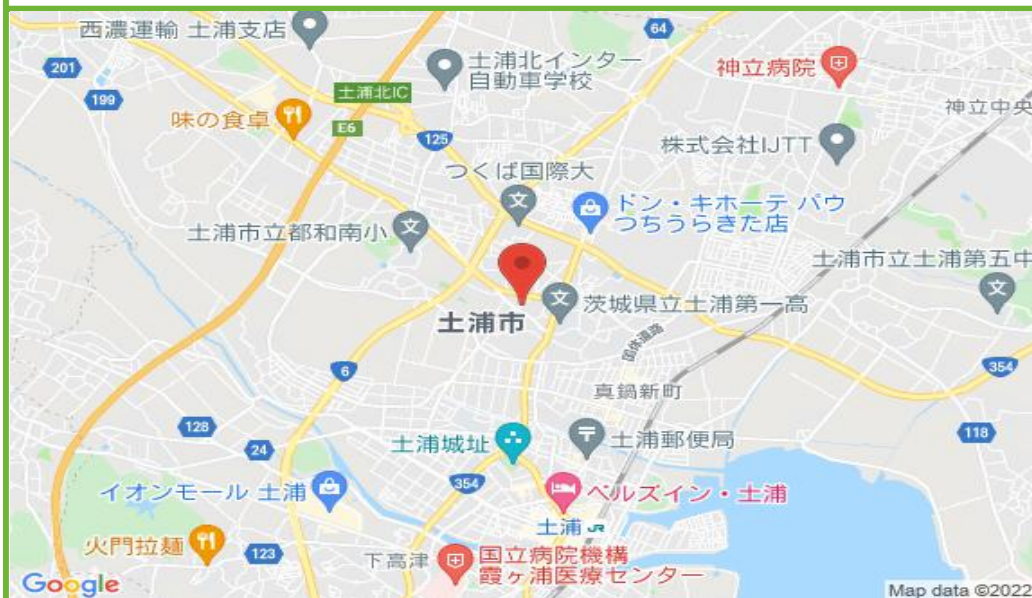 西濃運輸 土浦支店
64
土浦北インター
自動車学校
201
神立病院
土浦北IC
199
神立中央
味の食卓
E6
125
株式会社IJTT
つくば国際大
ドン・キホーテ パウ
つちうらきた店
土浦市立都和南小
土浦市立土浦第五中
茨城県立土浦第一高
土浦市
国体道路
354
6
真鍋新町
128
118
土浦城址
土浦郵便局
24
354
イオンモール 土浦
ベルズイン・土浦
土浦 JR
火門拉麺
123
下高津
国立病院機構
霞ヶ浦医療センター
Google
Map data ©2022